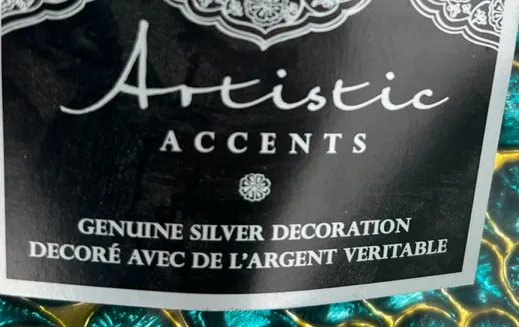 Artistic
ACCENTS
GENUINE SILVER DECORATION
DECORÉ AVEC DE L'ARGENT VERITABLE